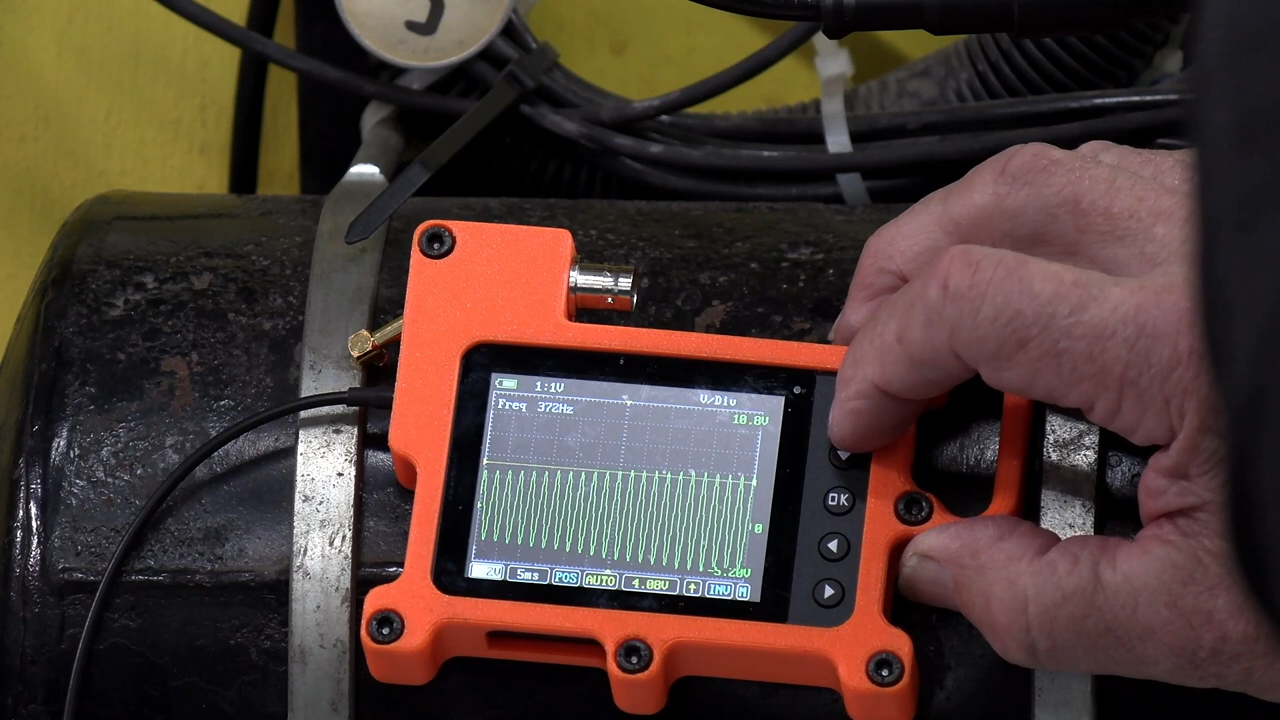 1:1V V/Div
Freq 372Hz
10.8V
OK
0
-5.20V
2V 5ms POS AUTO 4.08V ↑ INV M